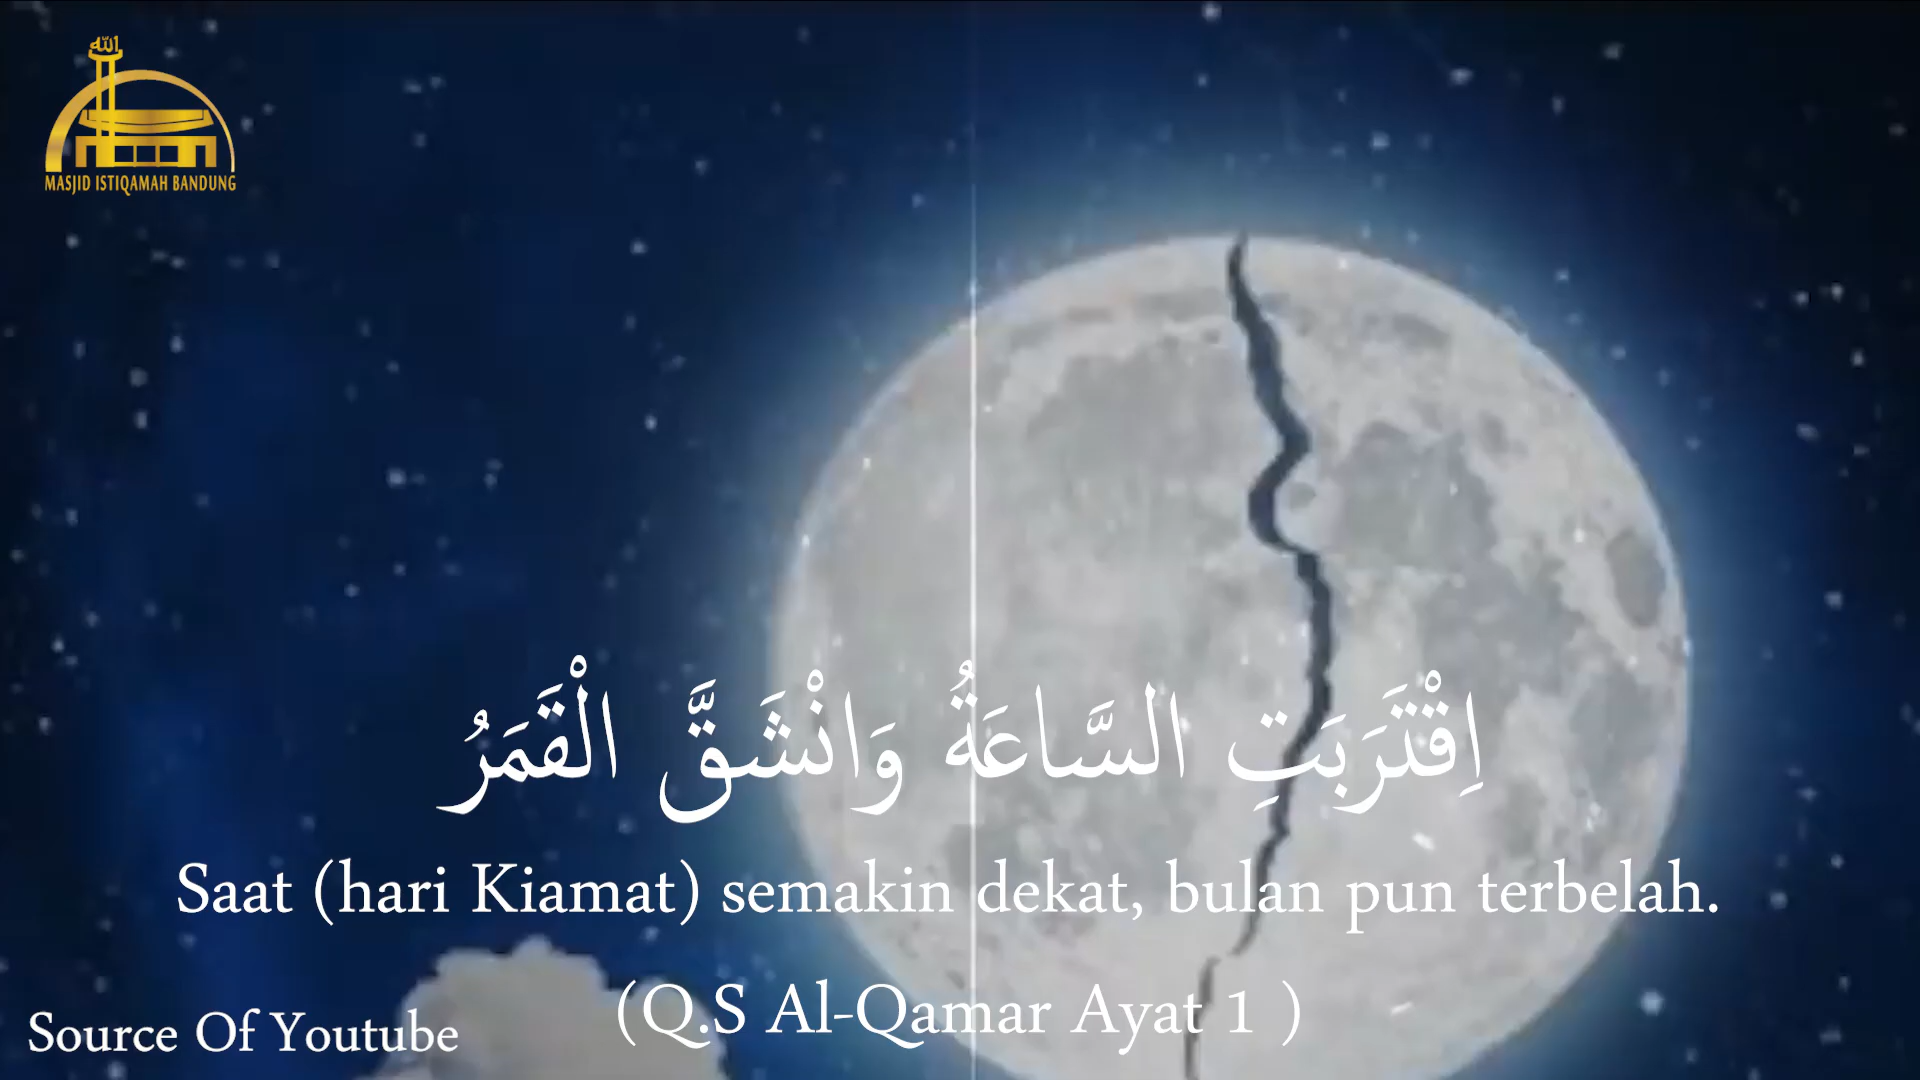 الله
MASJID ISTIQAMAH BANDUNG
اِقْتَرَبَتِ السَّاعَةُ وَانْشَقَّ الْقَمَرُ
Saat (hari Kiamat) semakin dekat, bulan pun terbelah.
(Q.S Al-Qamar Ayat 1 )
Source Of Youtube